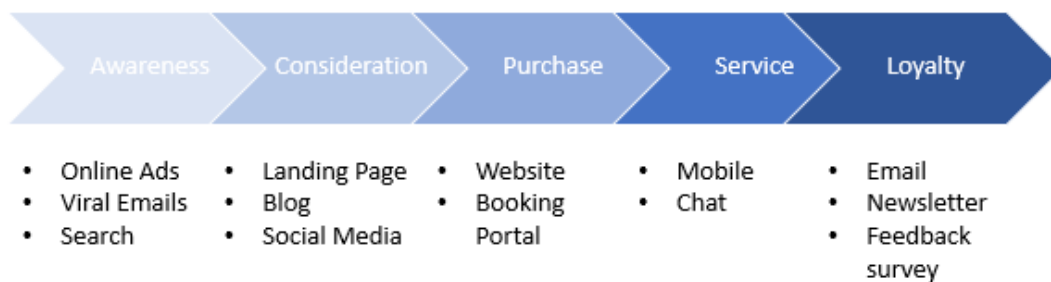 Awareness
Consideration
Purchase
Service
Loyalty
• Online Ads
• Viral Emails
• Search
• Landing Page
• Blog
• Social Media
• Website
• Booking
Portal
• Mobile
• Chat
• Email
• Newsletter
• Feedback
survey